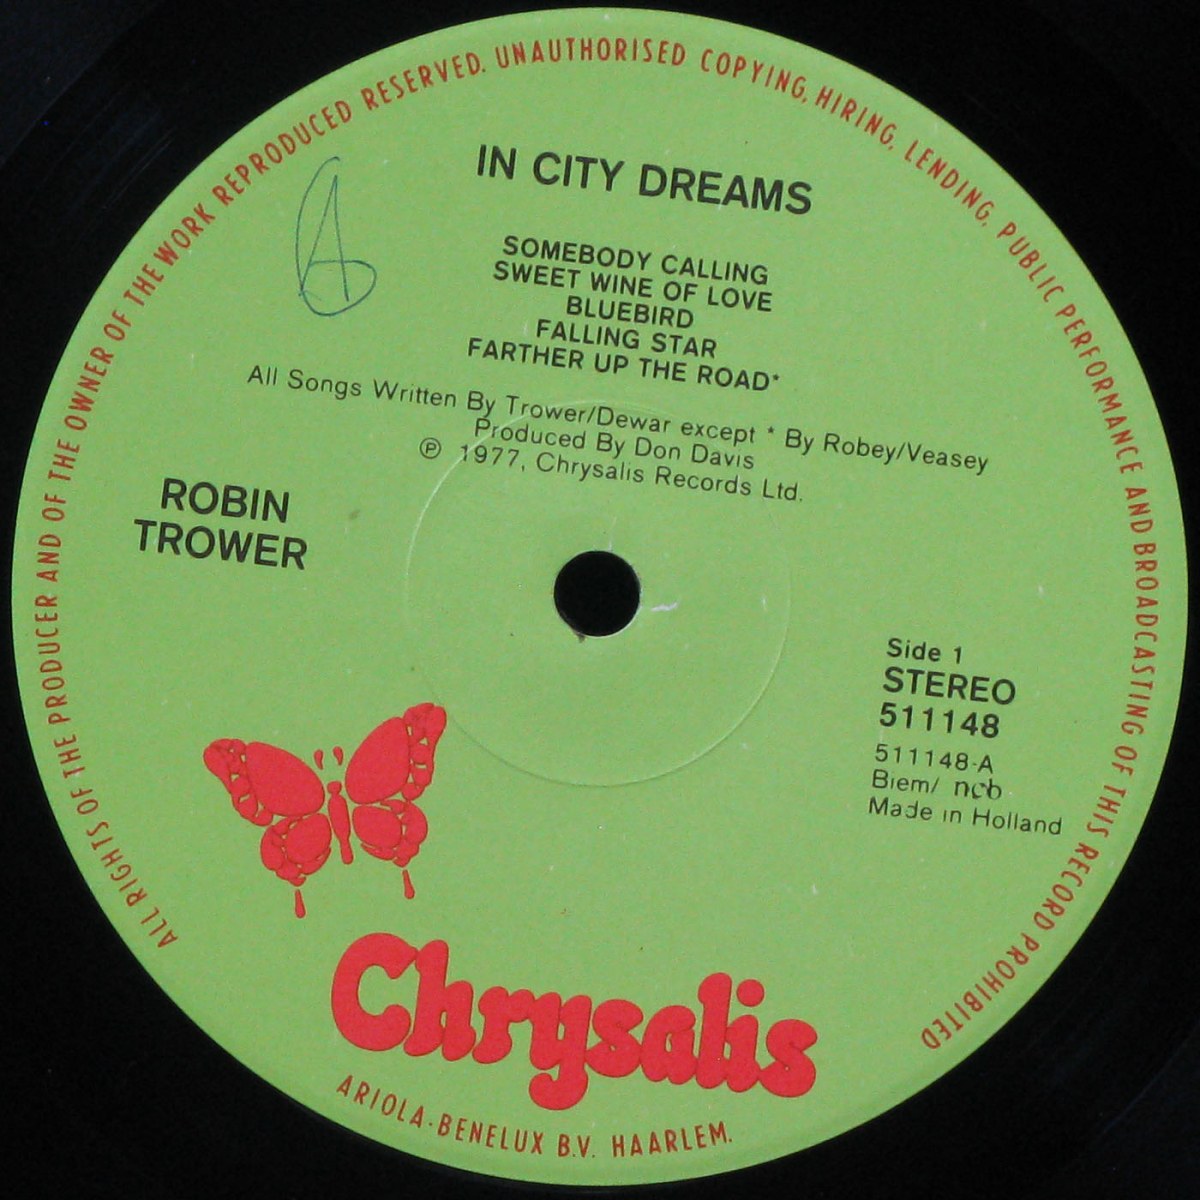 ALL RIGHTS OF THE PRODUCER AND OF THE OWNER OF THE WORK REPRODUCED RESERVED. UNAUTHORISED COPYING, HIRING, LENDING, PUBLIC PERFORMANCE AND BROADCASTING OF THIS RECORD PROHIBITED
A
IN CITY DREAMS
SOMEBODY CALLING
SWEET WINE OF LOVE
BLUEBIRD
FALLING STAR
FARTHER UP THE ROAD*
All Songs Written By Trower/Dewar except * By Robey/Veasey
Produced By Don Davis
℗ 1977, Chrysalis Records Ltd.
ROBIN
TROWER
Side 1
STEREO
511148
511148-A
Biem/ ncb
Made in Holland
Chrysalis
ARIOLA-BENELUX B.V. HAARLEM.